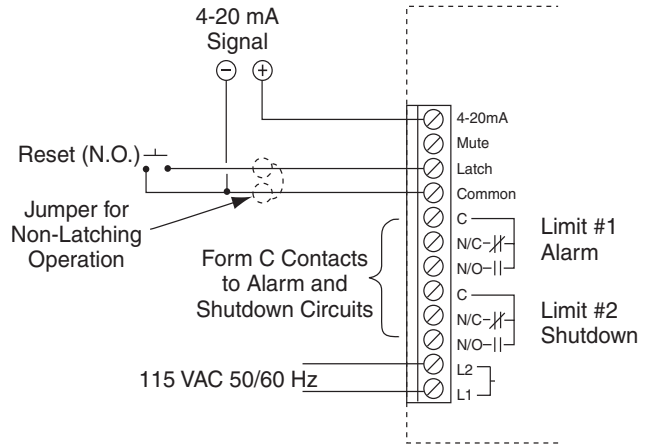 4-20 mA
Signal
− +
4-20mA
Mute
Reset (N.O.)
Latch
Common
Jumper for
Non-Latching
Operation
C
N/C
N/O
Limit #1
Alarm
Form C Contacts
to Alarm and
Shutdown Circuits
C
N/C
N/O
Limit #2
Shutdown
115 VAC 50/60 Hz
L2
L1